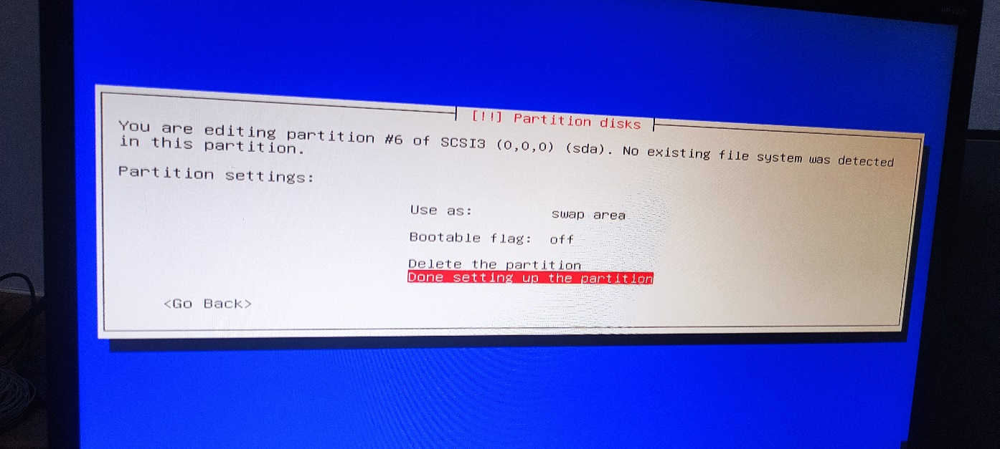 [!!] Partition disks
You are editing partition #6 of SCSI3 (0,0,0) (sda). No existing file system was detected
in this partition.
Partition settings:
Use as: swap area
Bootable flag: off
Delete the partition
Done setting up the partition
<Go Back>